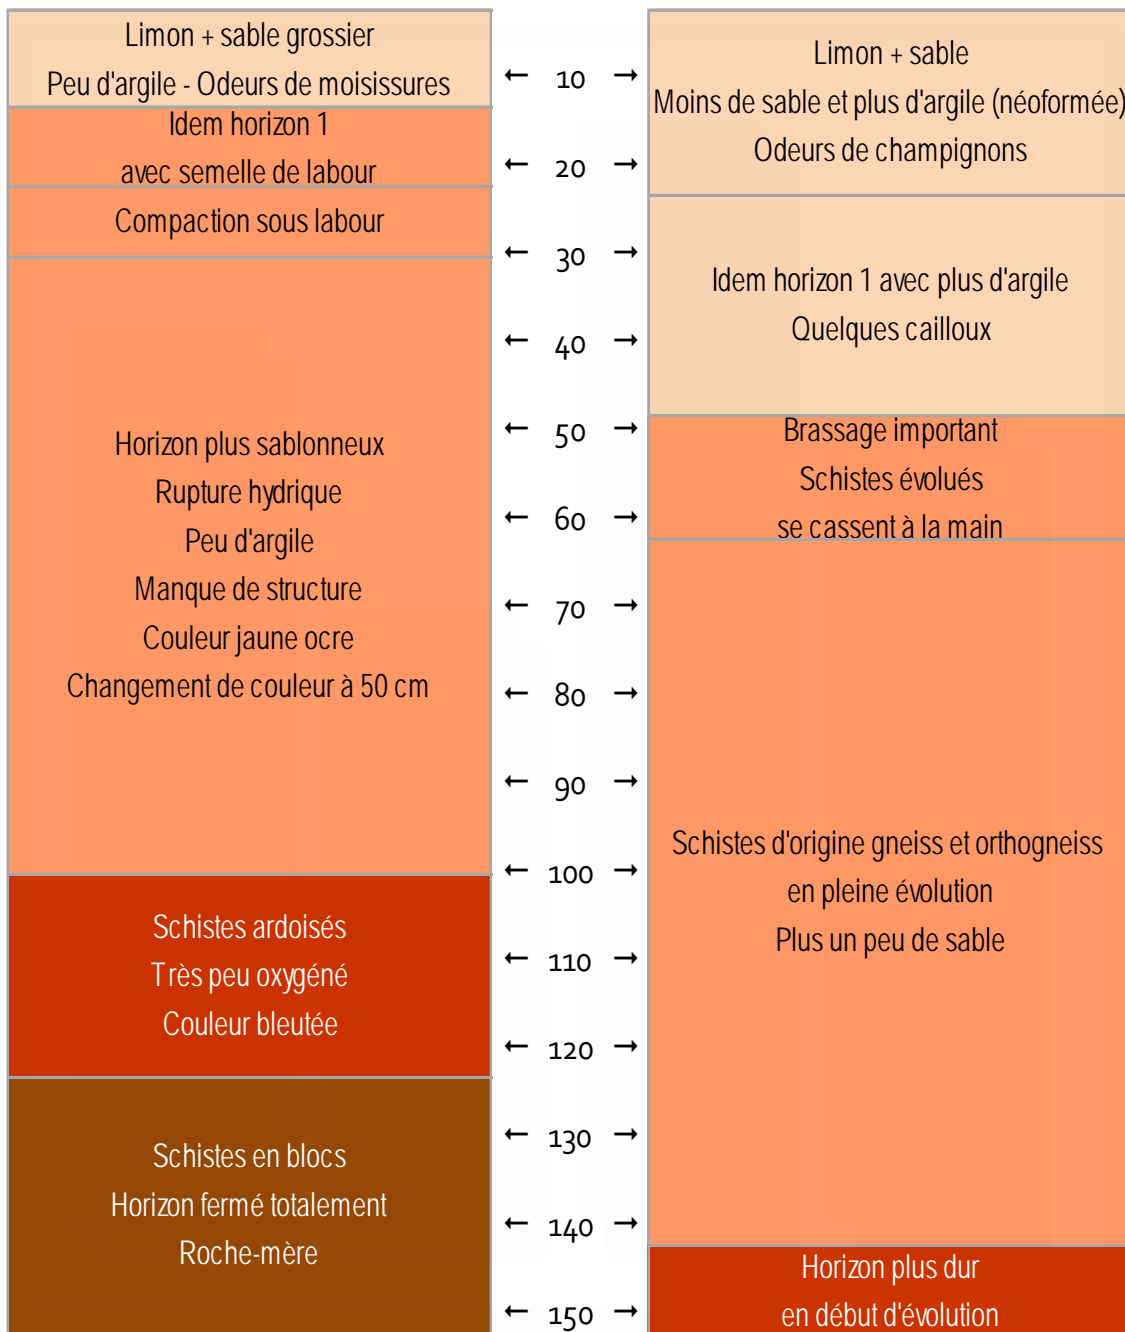 Limon + sable grossier
Peu d'argile - Odeurs de moisissures
Idem horizon 1
avec semelle de labour
Compaction sous labour
Horizon plus sablonneux
Rupture hydrique
Peu d'argile
Manque de structure
Couleur jaune ocre
Changement de couleur à 50 cm
Schistes ardoisés
Très peu oxygéné
Couleur bleutée
Schistes en blocs
Horizon fermé totalement
Roche-mère
← 10 →
← 20 →
← 30 →
← 40 →
← 50 →
← 60 →
← 70 →
← 80 →
← 90 →
← 100 →
← 110 →
← 120 →
← 130 →
← 140 →
← 150 →
Limon + sable
Moins de sable et plus d'argile (néoformée)
Odeurs de champignons
Idem horizon 1 avec plus d'argile
Quelques cailloux
Brassage important
Schistes évolués
se cassent à la main
Schistes d'origine gneiss et orthogneiss
en pleine évolution
Plus un peu de sable
Horizon plus dur
en début d'évolution